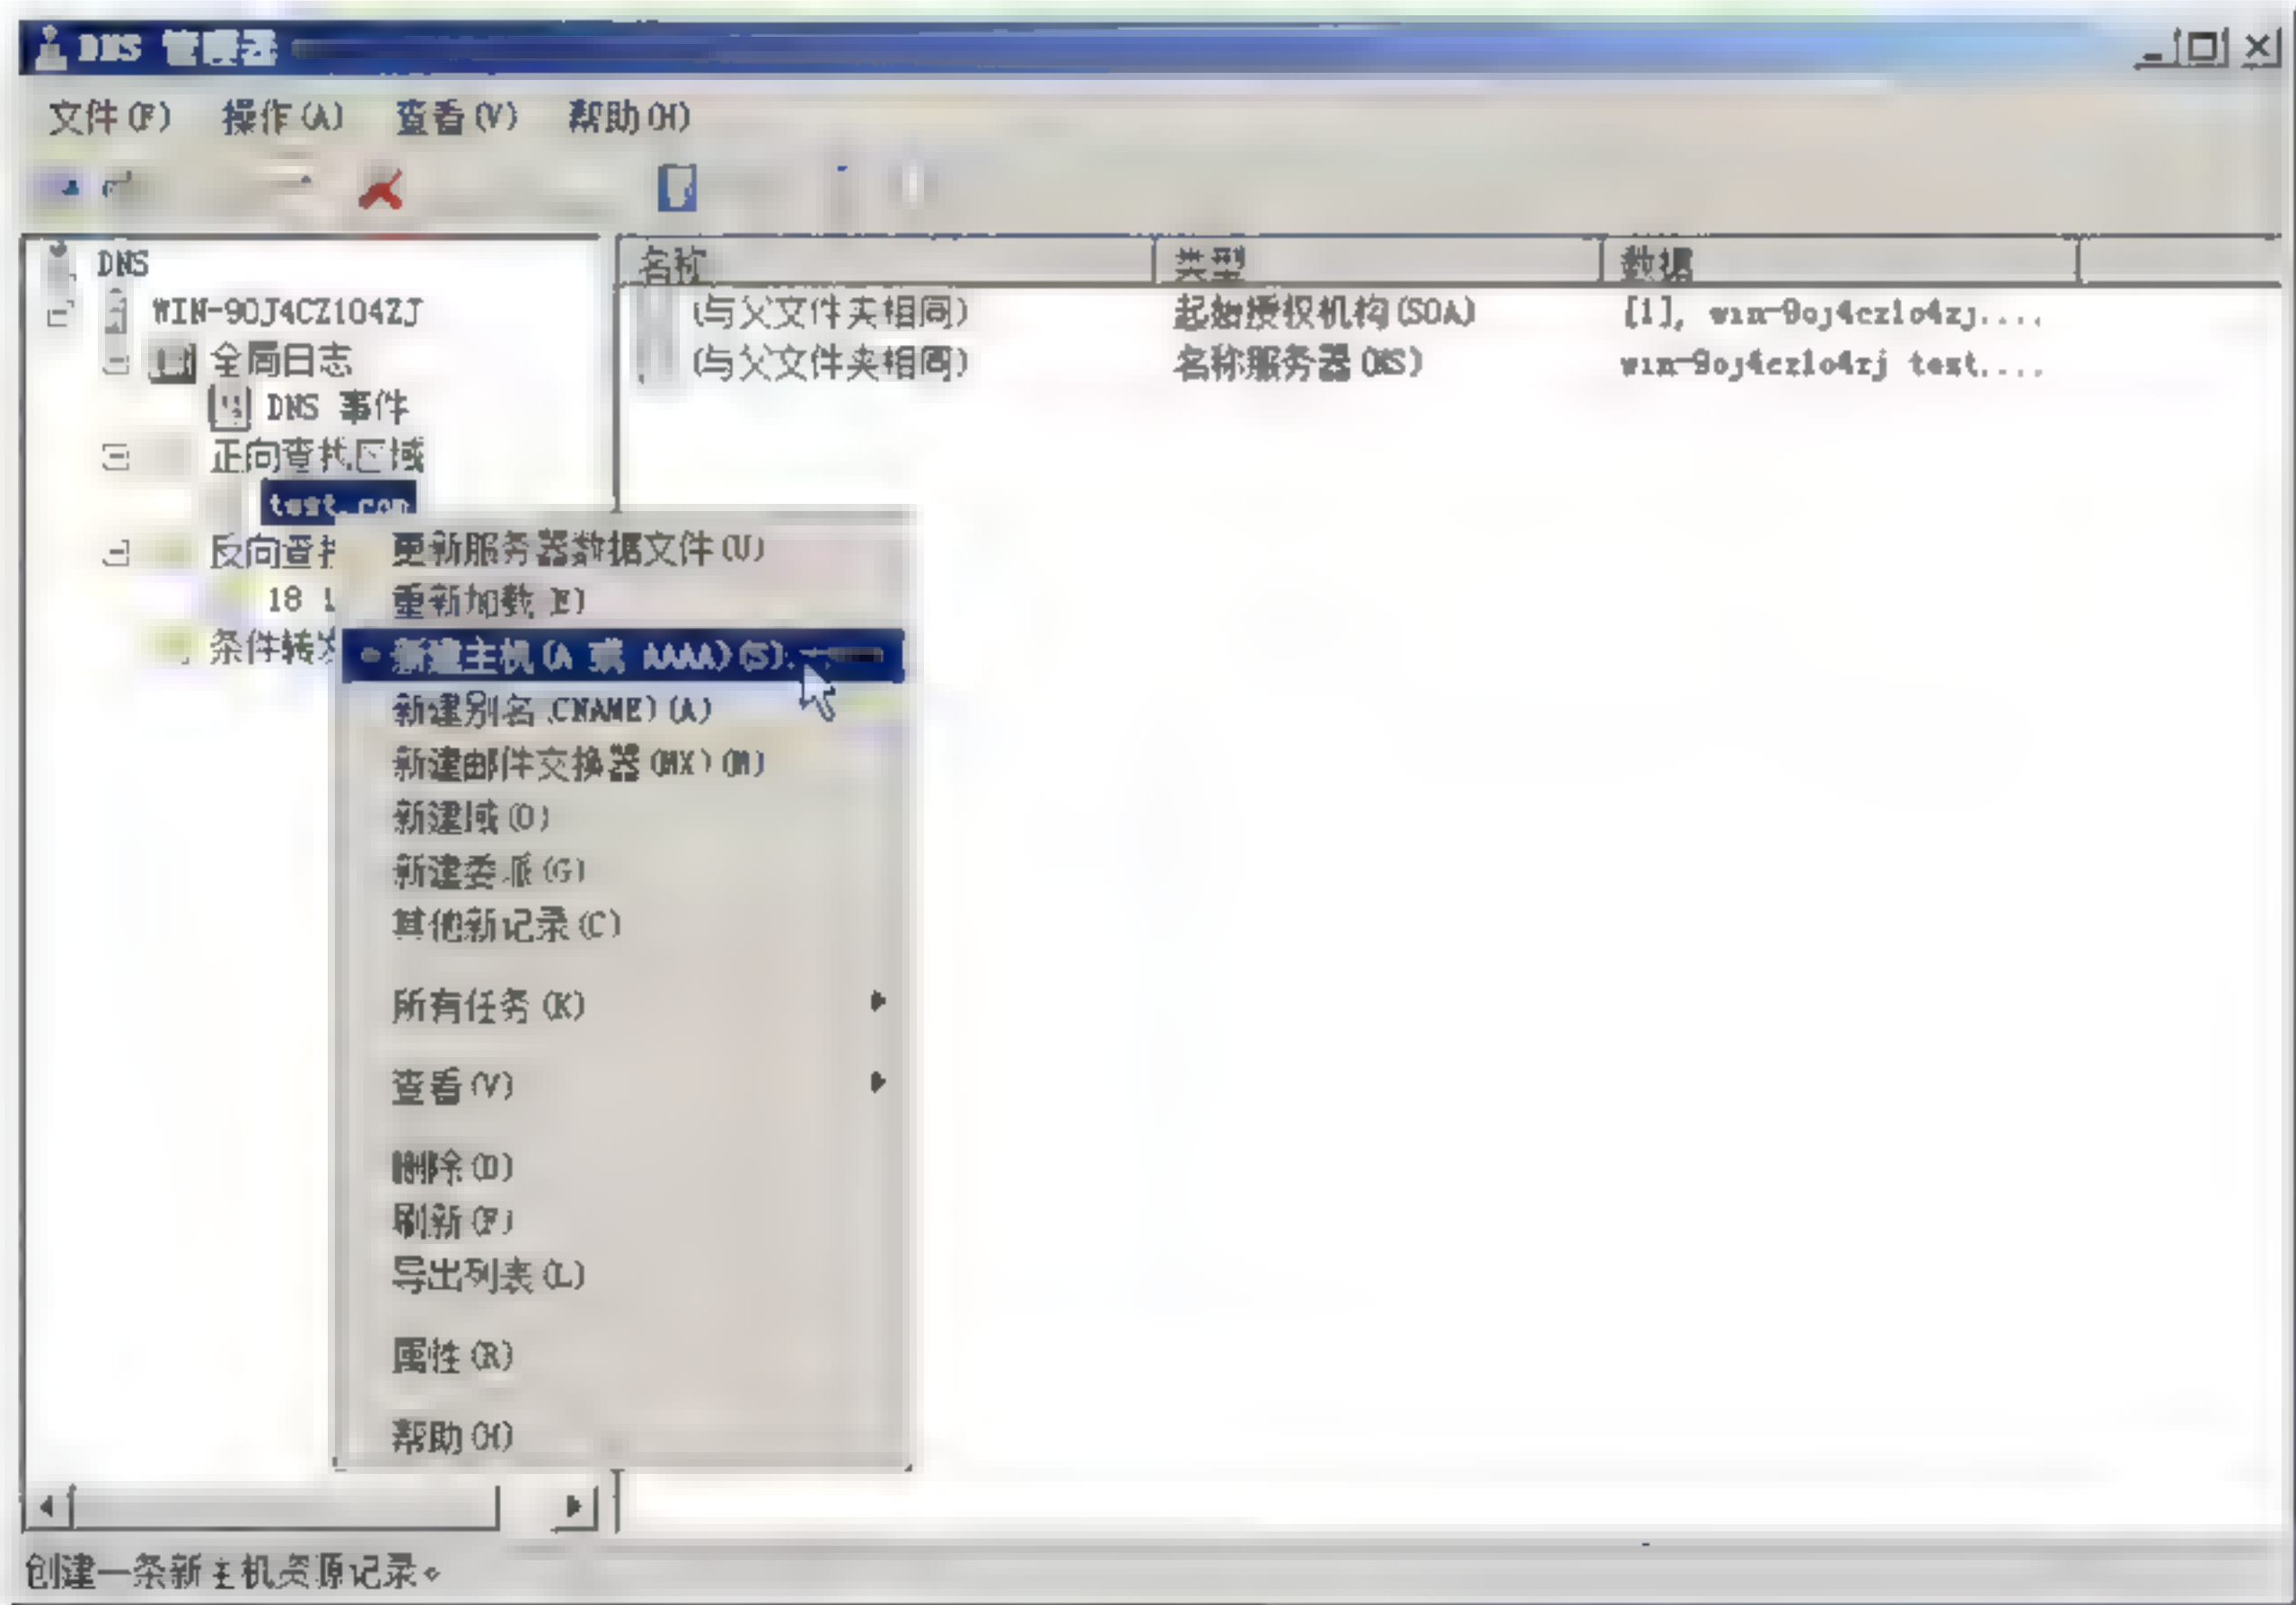 DNS 管理器
文件(F) 操作(A) 查看(V) 帮助(H)
DNS
WIN-9OJ4CZ1O4ZJ
全局日志
DNS 事件
正向查找区域
test.com
反向查找
18
条件转发
名称 类型 数据
(与父文件夹相同) 起始授权机构(SOA) [1], win-9oj4czlo4zj....
(与父文件夹相同) 名称服务器(NS) win-9oj4czlo4zj test....
更新服务器数据文件(U)
重新加载(E)
新建主机(A 或 AAAA)(S)...
新建别名(CNAME)(A)
新建邮件交换器(MX)(M)
新建域(O)
新建委派(G)
其他新记录(C)
所有任务(K)
查看(V)
删除(D)
刷新(F)
导出列表(L)
属性(R)
帮助(H)
创建一条新主机资源记录。